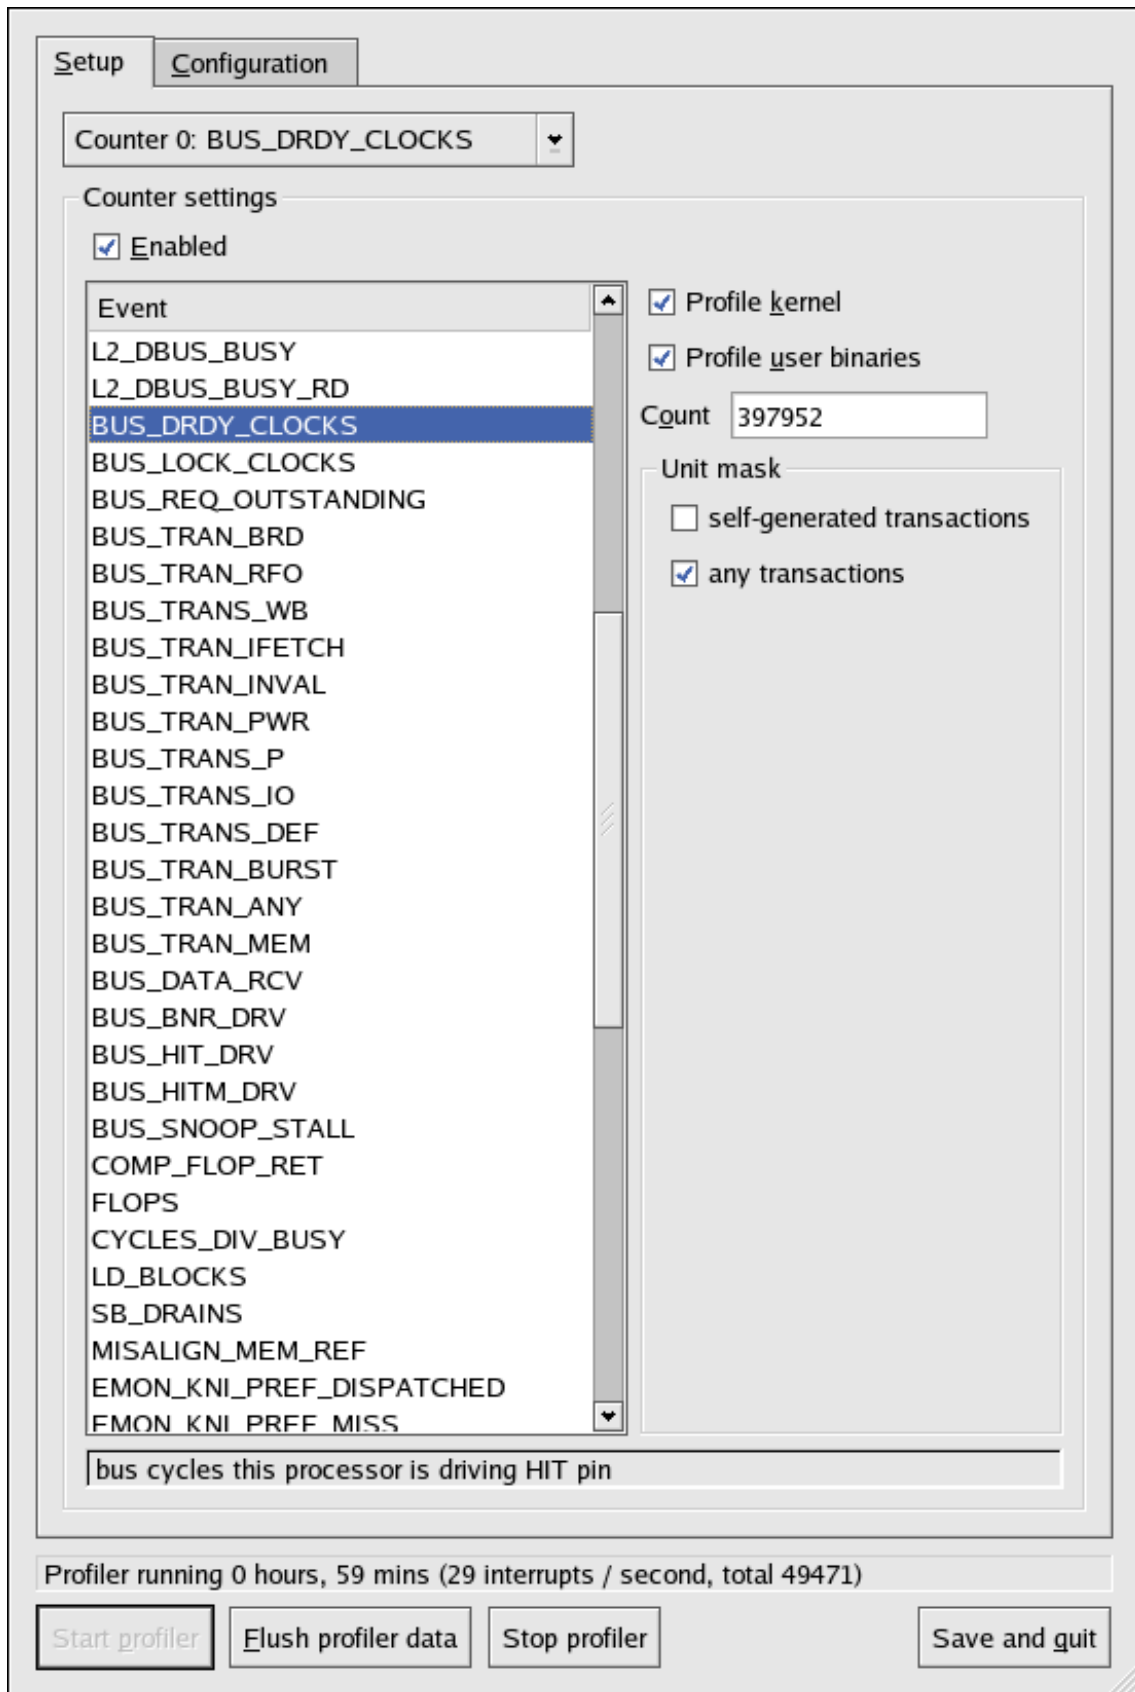 Setup
Configuration
Counter 0: BUS_DRDY_CLOCKS
Counter settings
Enabled
Event
L2_DBUS_BUSY
L2_DBUS_BUSY_RD
BUS_DRDY_CLOCKS
BUS_LOCK_CLOCKS
BUS_REQ_OUTSTANDING
BUS_TRAN_BRD
BUS_TRAN_RFO
BUS_TRANS_WB
BUS_TRAN_IFETCH
BUS_TRAN_INVAL
BUS_TRAN_PWR
BUS_TRANS_P
BUS_TRANS_IO
BUS_TRANS_DEF
BUS_TRAN_BURST
BUS_TRAN_ANY
BUS_TRAN_MEM
BUS_DATA_RCV
BUS_BNR_DRV
BUS_HIT_DRV
BUS_HITM_DRV
BUS_SNOOP_STALL
COMP_FLOP_RET
FLOPS
CYCLES_DIV_BUSY
LD_BLOCKS
SB_DRAINS
MISALIGN_MEM_REF
EMON_KNI_PREF_DISPATCHED
EMON_KNI_PREF_MISS
Profile kernel
Profile user binaries
Count 397952
Unit mask
self-generated transactions
any transactions
bus cycles this processor is driving HIT pin
Profiler running 0 hours, 59 mins (29 interrupts / second, total 49471)
Start profiler
Flush profiler data
Stop profiler
Save and quit